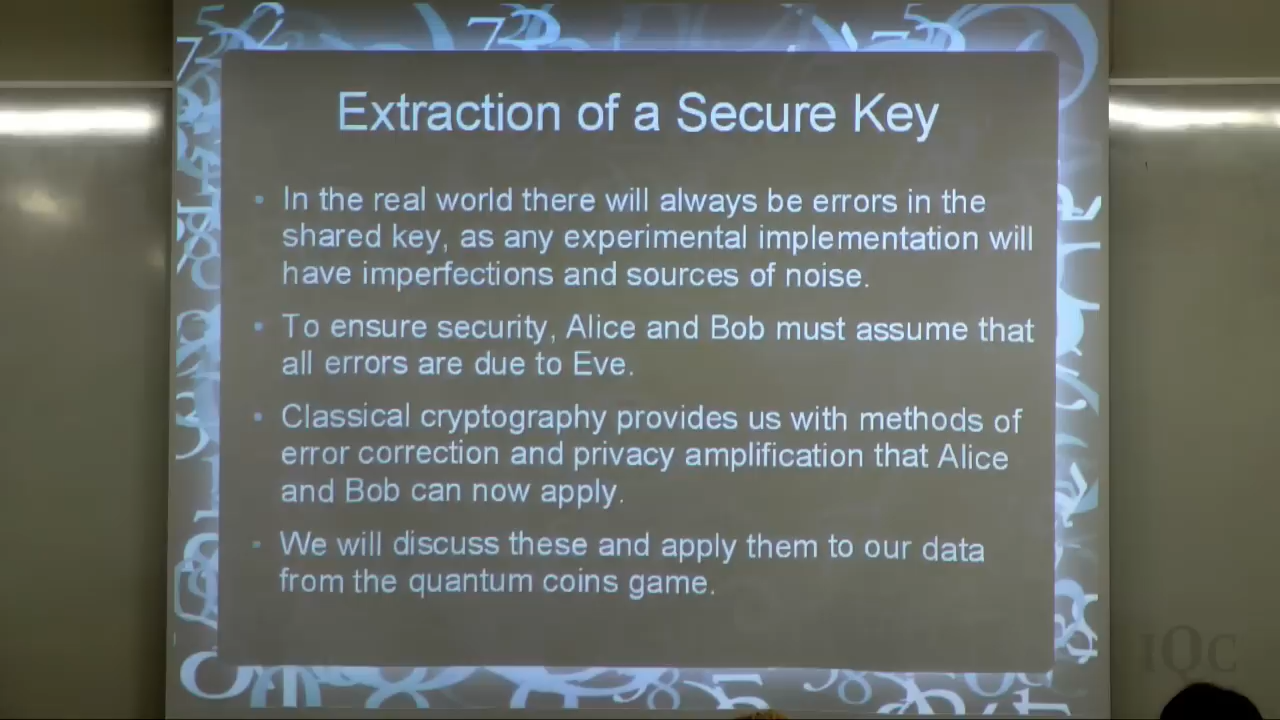 Extraction of a Secure Key
In the real world there will always be errors in the
shared key, as any experimental implementation will
have imperfections and sources of noise.
To ensure security, Alice and Bob must assume that
all errors are due to Eve.
Classical cryptography provides us with methods of
error correction and privacy amplification that Alice
and Bob can now apply.
We will discuss these and apply them to our data
from the quantum coins game.
IQC